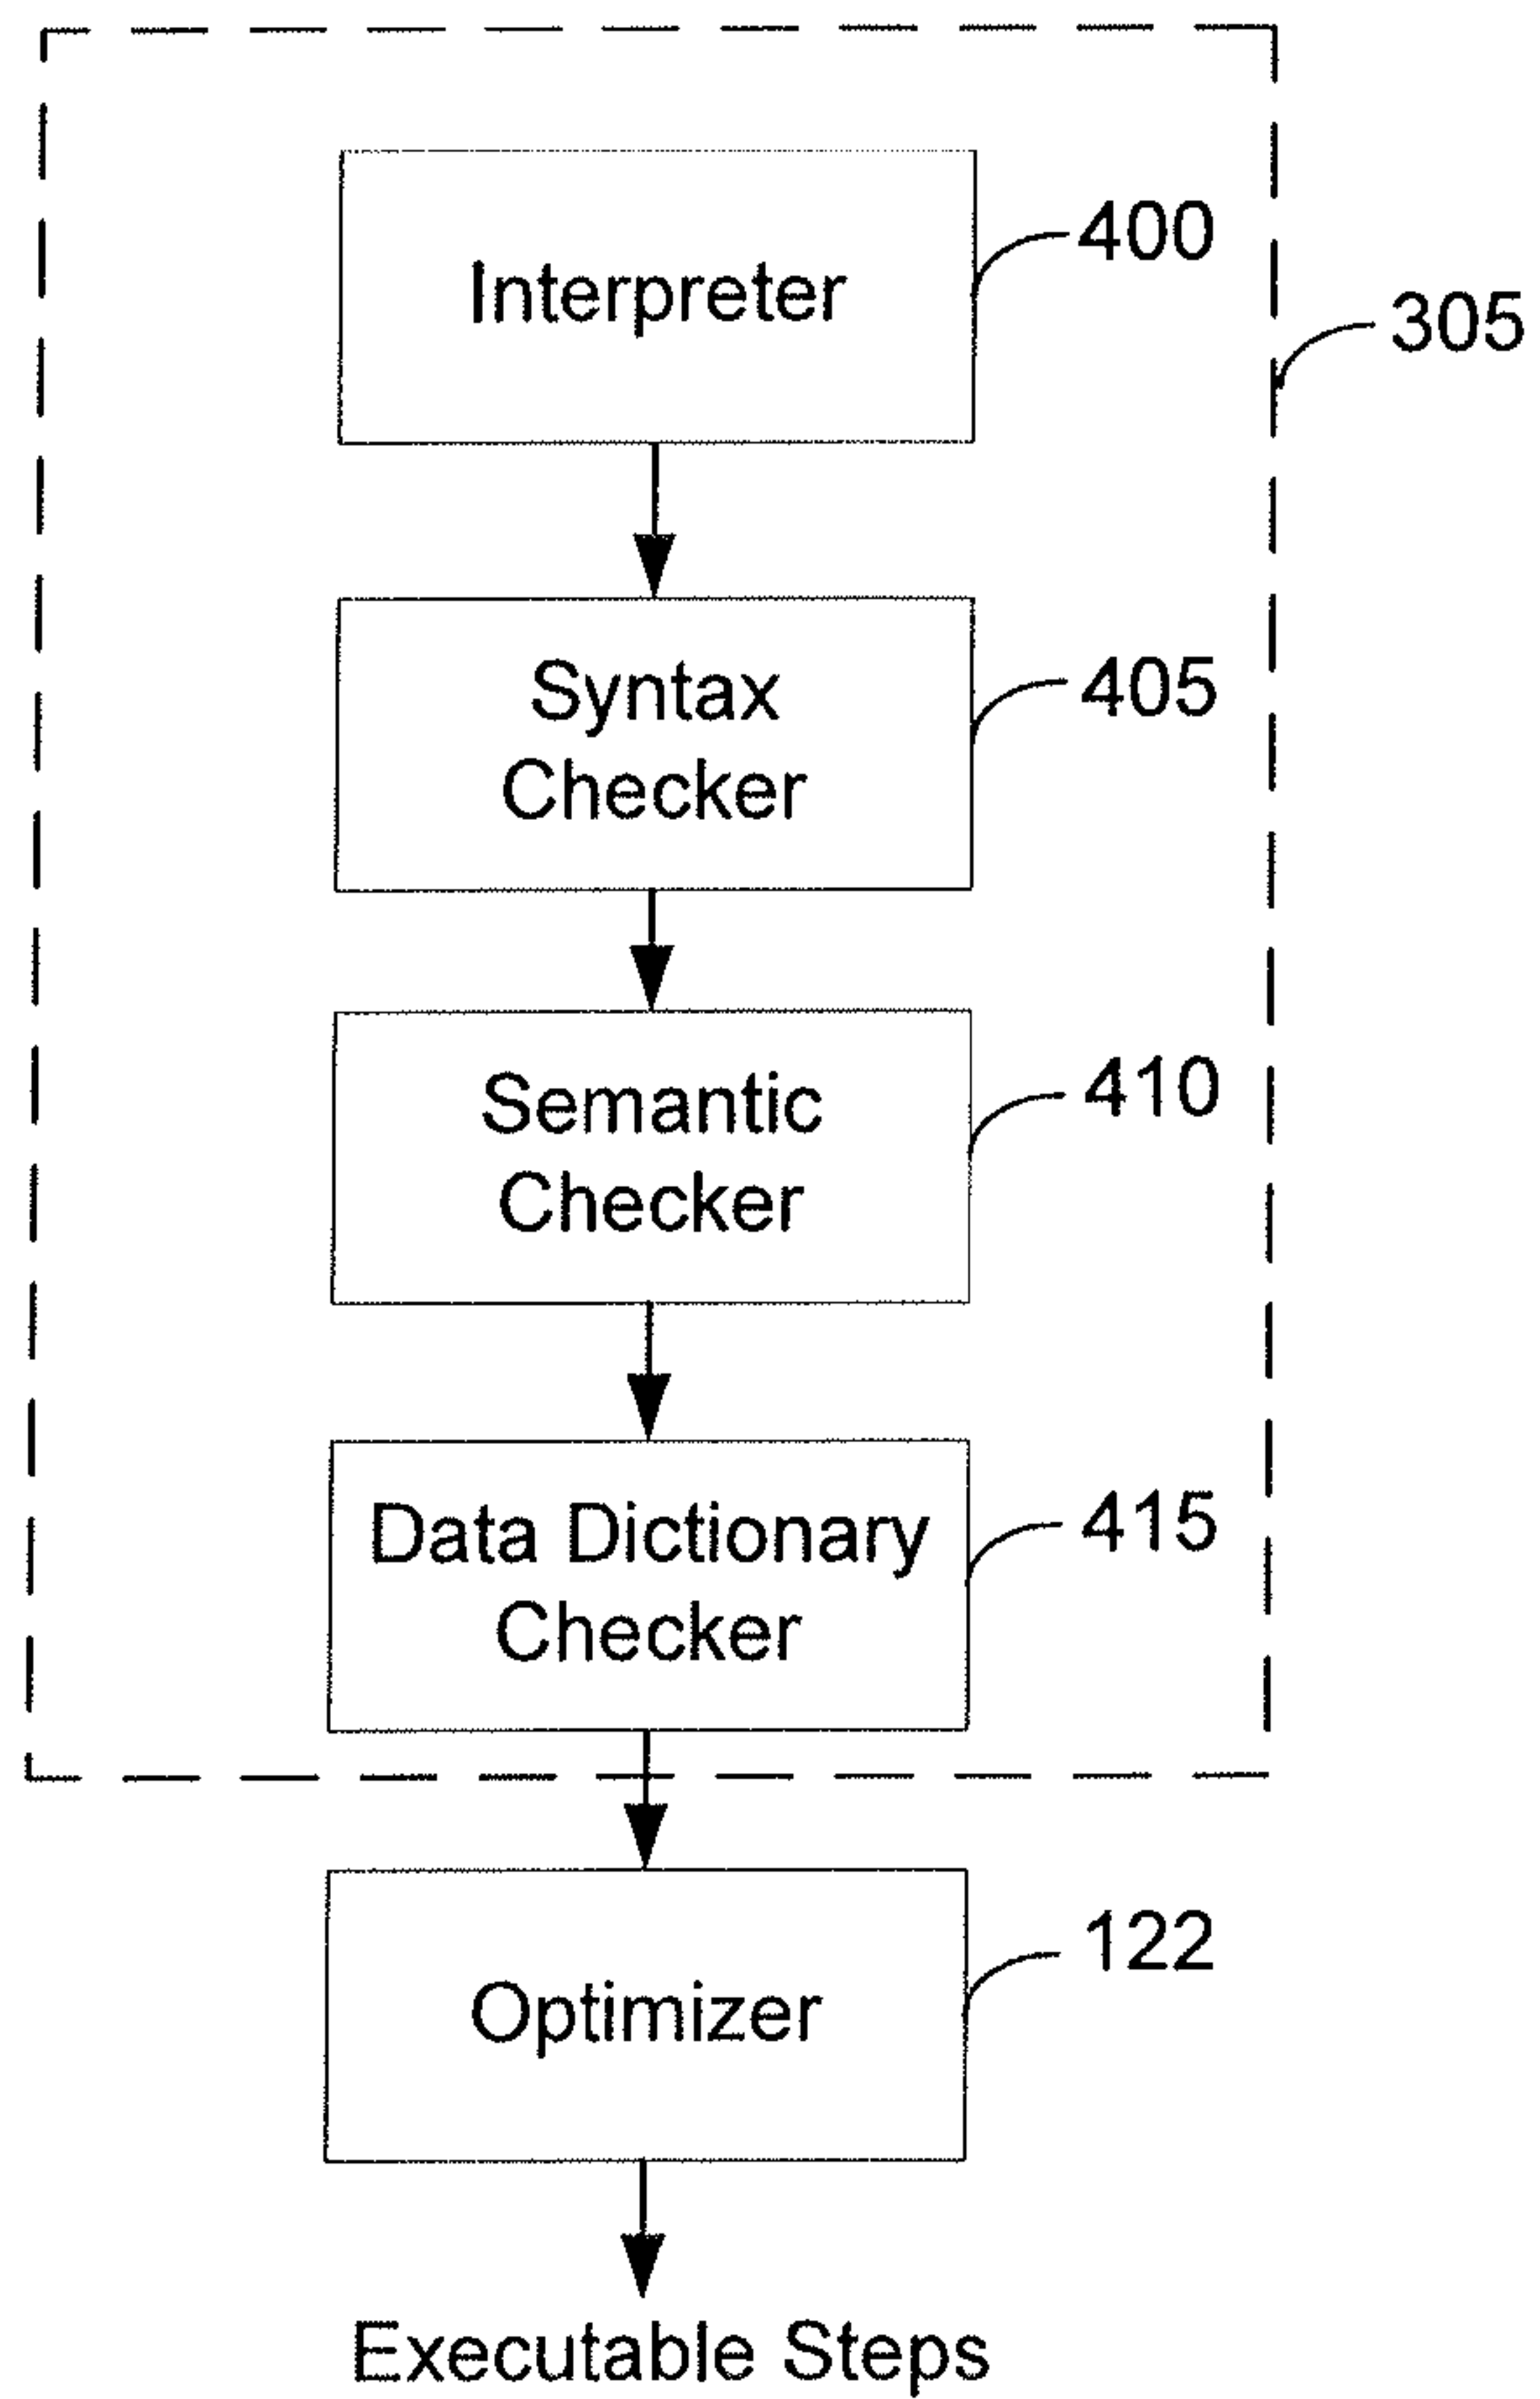 Interpreter
400
305
Syntax
Checker
405
Semantic
Checker
410
Data Dictionary
Checker
415
Optimizer
122
Executable Steps